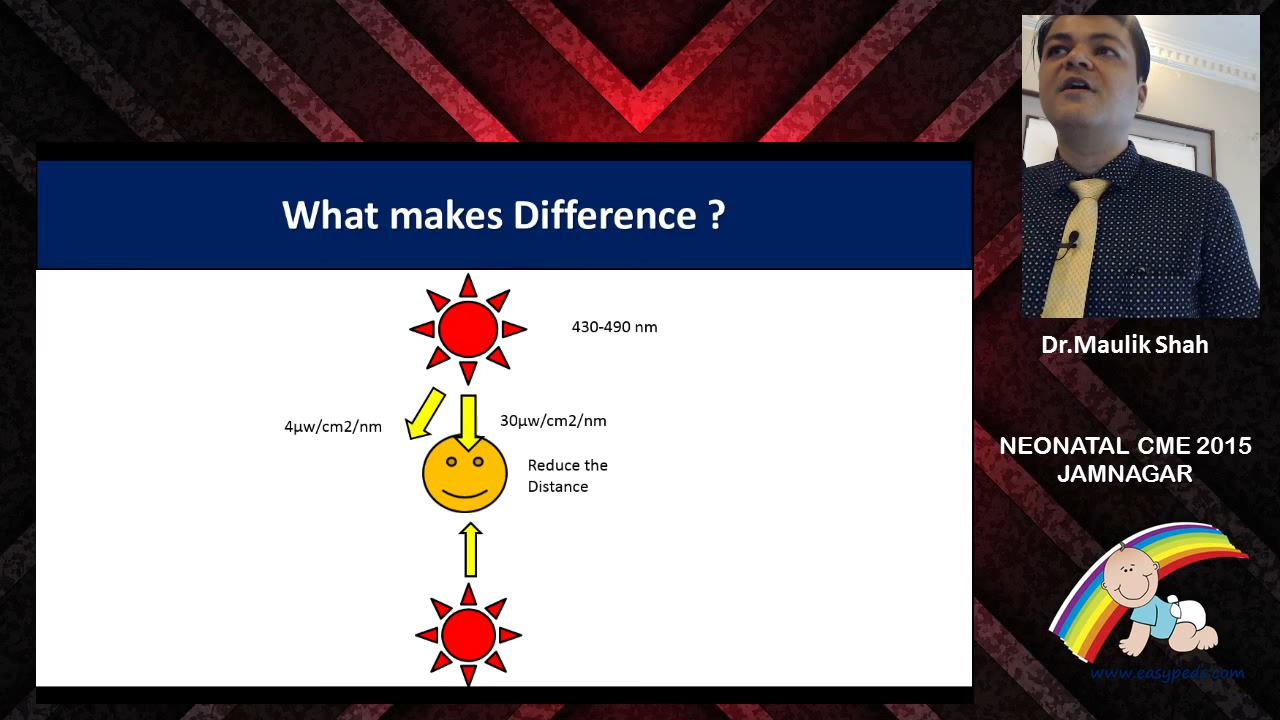 What makes Difference ?
430-490 nm
4µw/cm2/nm
30µw/cm2/nm
Reduce the
Distance
Dr.Maulik Shah
NEONATAL CME 2015
JAMNAGAR
www.easypeds.com